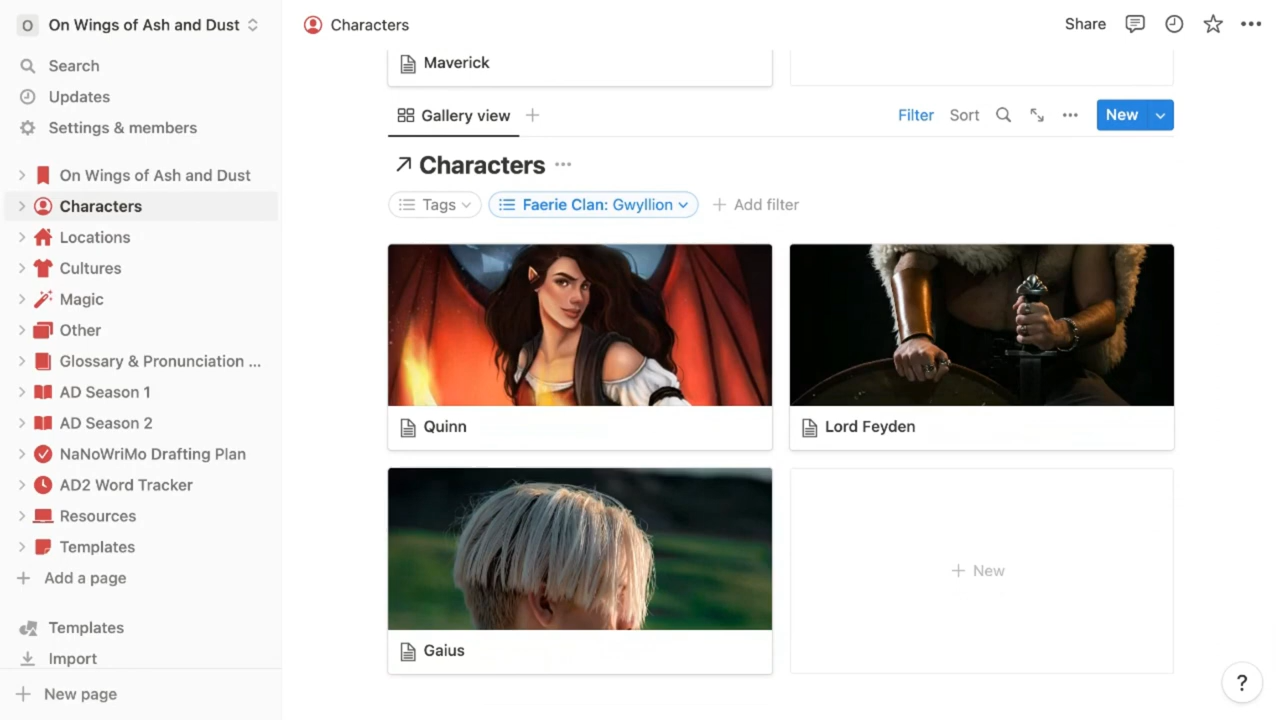 O On Wings of Ash and Dust
Search
Updates
Settings & members
On Wings of Ash and Dust
Characters
Locations
Cultures
Magic
Other
Glossary & Pronunciation ...
AD Season 1
AD Season 2
NaNoWriMo Drafting Plan
AD2 Word Tracker
Resources
Templates
Add a page
Templates
Import
New page
Characters
Share
Maverick
Gallery view
Filter Sort New
Characters
Tags Faerie Clan: Gwyllion Add filter
Quinn
Lord Feyden
Gaius
New
?